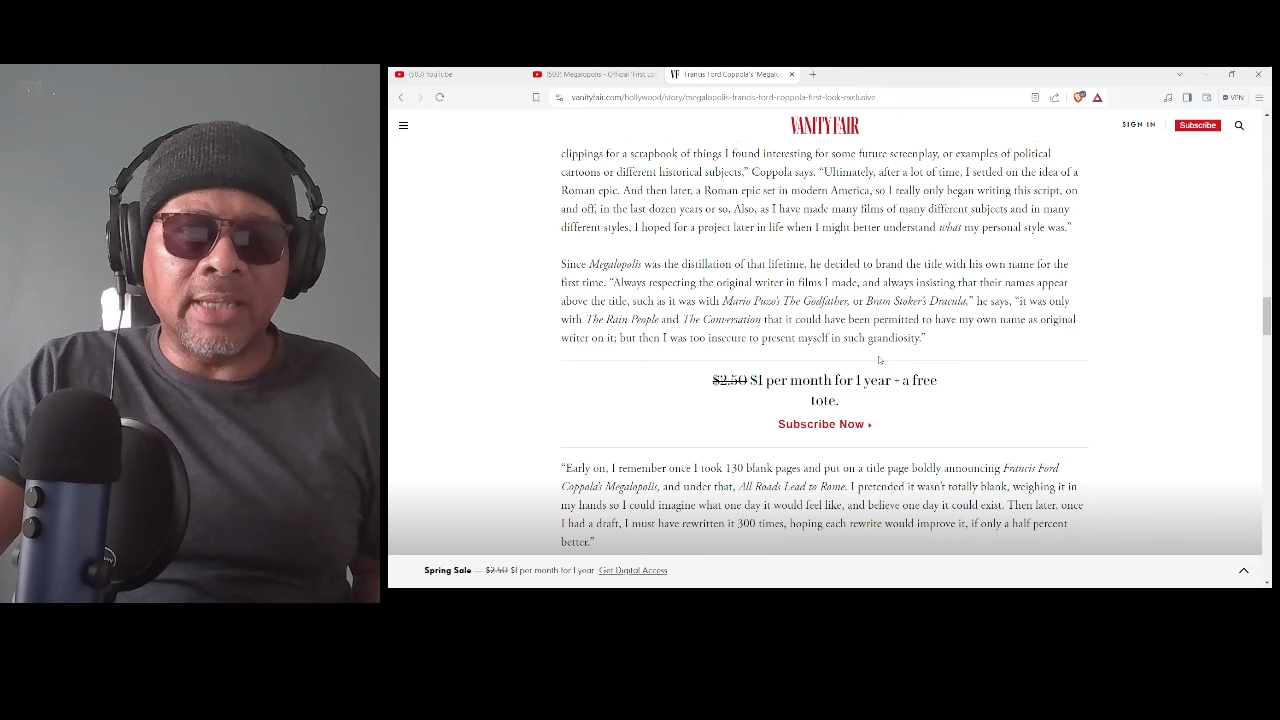 (503) YouTube
(503) Megalopolis - Official 'First Lo
VF Francis Ford Coppola's 'Megalo
vanityfair.com/hollywood/story/megalopolis-francis-ford-coppola-first-look-exclusive
VPN
VANITY FAIR
SIGN IN
Subscribe
clippings for a scrapbook of things I found interesting for some future screenplay, or examples of political
cartoons or different historical subjects,” Coppola says. “Ultimately, after a lot of time, I settled on the idea of a
Roman epic. And then later, a Roman epic set in modern America, so I really only began writing this script, on
and off, in the last dozen years or so. Also, as I have made many films of many different subjects and in many
different styles, I hoped for a project later in life when I might better understand what my personal style was.”
Since Megalopolis was the distillation of that lifetime, he decided to brand the title with his own name for the
first time. “Always respecting the original writer in films I made, and always insisting that their names appear
above the title, such as it was with Mario Puzo’s The Godfather, or Bram Stoker’s Dracula,” he says, “it was only
with The Rain People and The Conversation that it could have been permitted to have my own name as original
writer on it; but then I was too insecure to present myself in such grandiosity.”
$2.50 $1 per month for 1 year + a free
tote.
Subscribe Now ▸
“Early on, I remember once I took 130 blank pages and put on a title page boldly announcing Francis Ford
Coppola’s Megalopolis, and under that, All Roads Lead to Rome. I pretended it wasn’t totally blank, weighing it in
my hands so I could imagine what one day it would feel like, and believe one day it could exist. Then later, once
I had a draft, I must have rewritten it 300 times, hoping each rewrite would improve it, if only a half percent
better.”
Spring Sale — $2.50 $1 per month for 1 year Get Digital Access